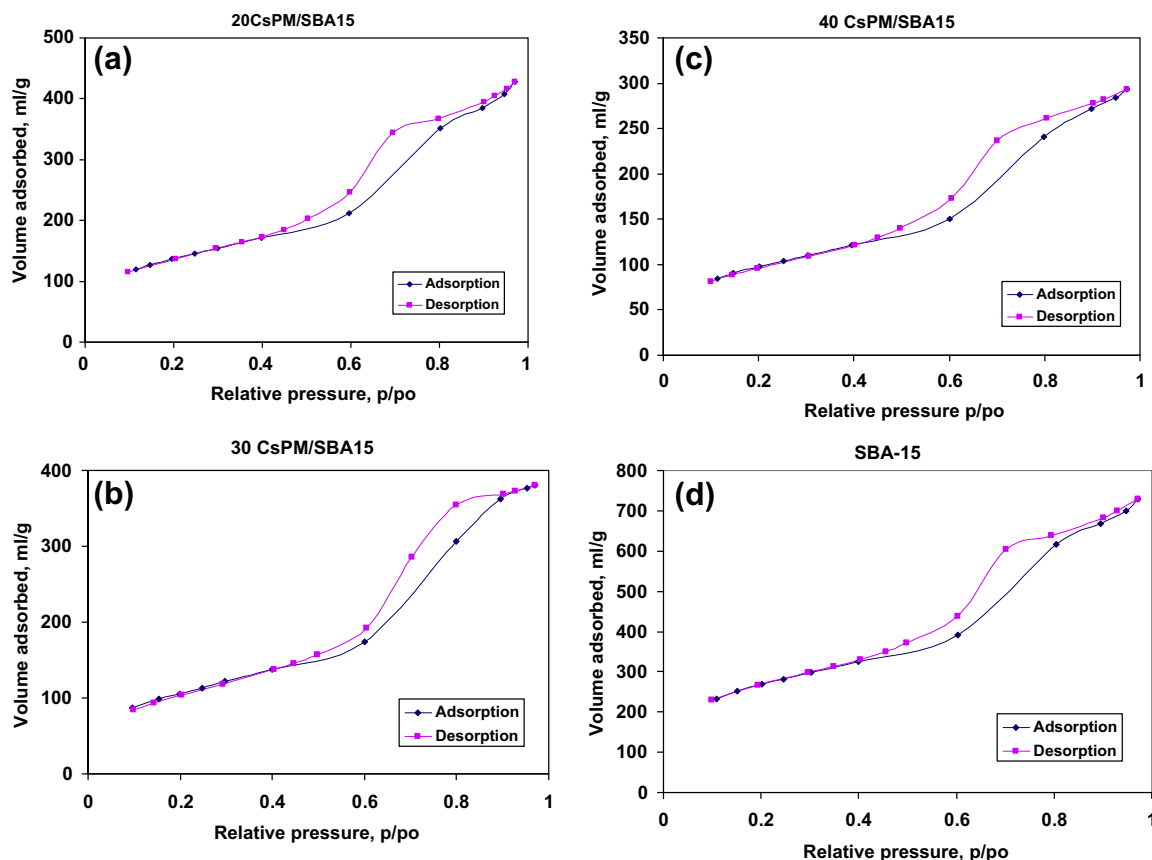 20CsPM/SBA15
(a)
Volume adsorbed, ml/g
500
400
300
200
100
0
0 0.2 0.4 0.6 0.8 1
Relative pressure, p/po
Adsorption
Desorption
40 CsPM/SBA15
(c)
Volume adsorbed, ml/g
350
300
250
200
150
100
50
0
0 0.2 0.4 0.6 0.8 1
Relative pressure p/po
Adsorption
Desorption
30 CsPM/SBA15
(b)
Volume adsorbed, ml/g
400
300
200
100
0
0 0.2 0.4 0.6 0.8 1
Relative pressure, p/po
Adsorption
Desorption
SBA-15
(d)
Volume adsorbed, ml/g
800
700
600
500
400
300
200
100
0
0 0.2 0.4 0.6 0.8 1
Relative pressure, p/po
Adsorption
Desorption